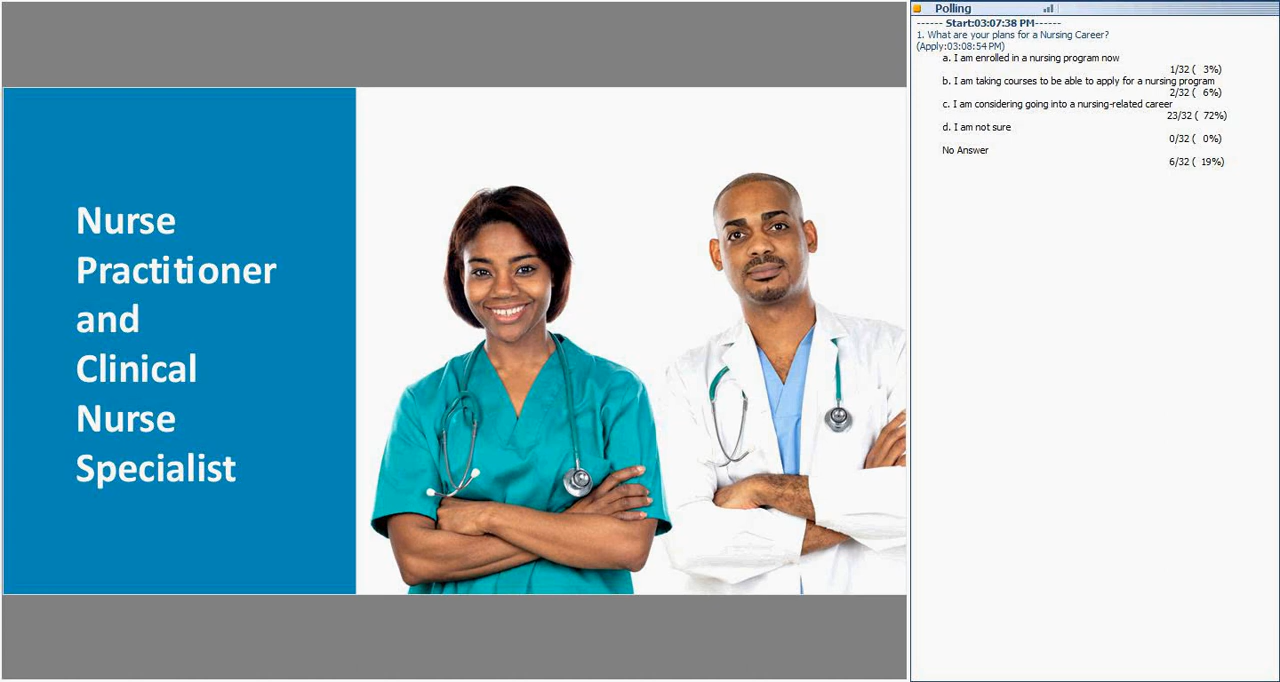 Nurse
Practitioner
and
Clinical
Nurse
Specialist
Polling
------ Start:03:07:38 PM------
1. What are your plans for a Nursing Career?
(Apply:03:08:54 PM)
a. I am enrolled in a nursing program now
1/32 ( 3%)
b. I am taking courses to be able to apply for a nursing program
2/32 ( 6%)
c. I am considering going into a nursing-related career
23/32 ( 72%)
d. I am not sure
0/32 ( 0%)
No Answer
6/32 ( 19%)